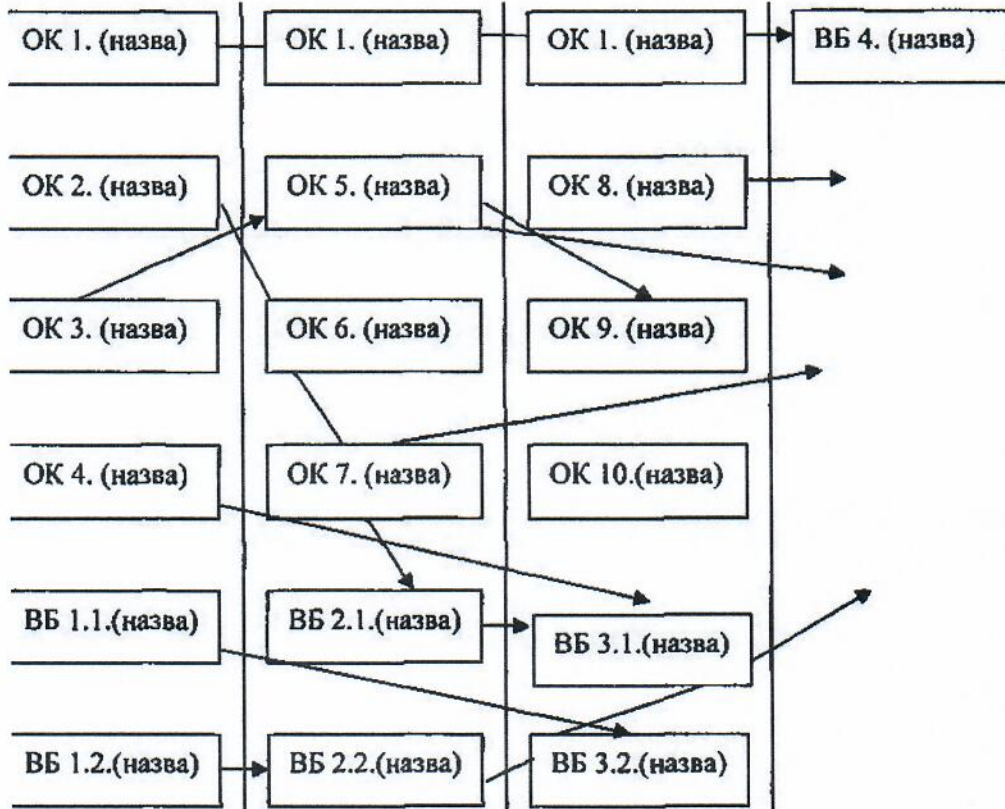 ОК 1. (назва) ОК 1. (назва) ОК 1. (назва) ВБ 4. (назва)
ОК 2. (назва) ОК 5. (назва) ОК 8. (назва)
ОК 3. (назва) ОК 6. (назва) ОК 9. (назва)
ОК 4. (назва) ОК 7. (назва) ОК 10.(назва)
ВБ 1.1.(назва) ВБ 2.1.(назва) ВБ 3.1.(назва)
ВБ 1.2.(назва) ВБ 2.2.(назва) ВБ 3.2.(назва)